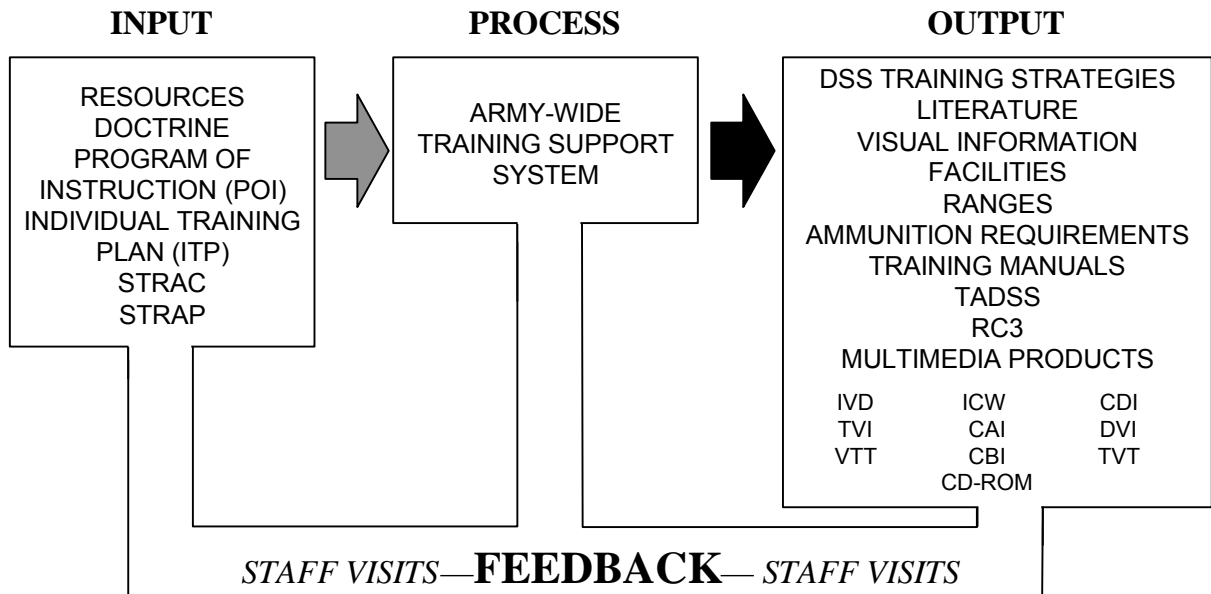 INPUT
PROCESS
OUTPUT
RESOURCES
DOCTRINE
PROGRAM OF
INSTRUCTION (POI)
INDIVIDUAL TRAINING
PLAN (ITP)
STRAC
STRAP
ARMY-WIDE
TRAINING SUPPORT
SYSTEM
DSS TRAINING STRATEGIES
LITERATURE
VISUAL INFORMATION
FACILITIES
RANGES
AMMUNITION REQUIREMENTS
TRAINING MANUALS
TADSS
RC3
MULTIMEDIA PRODUCTS
IVD ICW CDI
TVI CAI DVI
VTT CBI TVT
CD-ROM
STAFF VISITS—FEEDBACK— STAFF VISITS